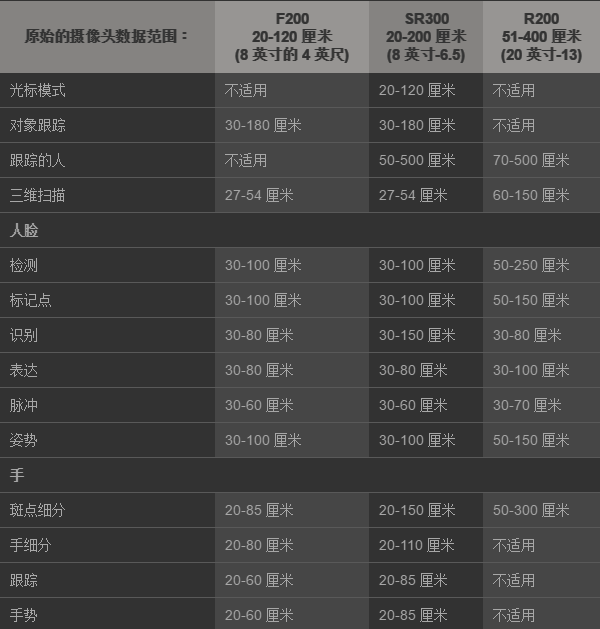 原始的摄像头数据范围： F200 20-120 厘米 (8 英寸的 4 英尺) SR300 20-200 厘米 (8 英寸-6.5) R200 51-400 厘米 (20 英寸-13)
光标模式 不适用 20-120 厘米 不适用
对象跟踪 30-180 厘米 30-180 厘米 不适用
跟踪的人 不适用 50-500 厘米 70-500 厘米
三维扫描 27-54 厘米 27-54 厘米 60-150 厘米
人脸
检测 30-100 厘米 30-100 厘米 50-250 厘米
标记点 30-100 厘米 30-100 厘米 50-150 厘米
识别 30-80 厘米 30-150 厘米 30-80 厘米
表达 30-80 厘米 30-80 厘米 30-100 厘米
脉冲 30-60 厘米 30-60 厘米 30-70 厘米
姿势 30-100 厘米 30-100 厘米 50-150 厘米
手
斑点细分 20-85 厘米 20-150 厘米 50-300 厘米
手细分 20-80 厘米 20-110 厘米 不适用
跟踪 20-60 厘米 20-85 厘米 不适用
手势 20-60 厘米 20-85 厘米 不适用